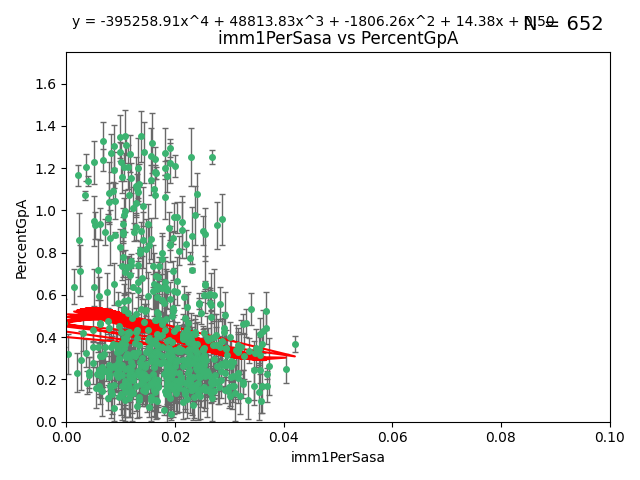 y = -395258.91x^4 + 48813.83x^3 + -1806.26x^2 + 14.38x + 0.50
N = 652
imm1PerSasa vs PercentGpA
PercentGpA
1.6
1.4
1.2
1.0
0.8
0.6
0.4
0.2
0.0
0.00 0.02 0.04 0.06 0.08 0.10
imm1PerSasa